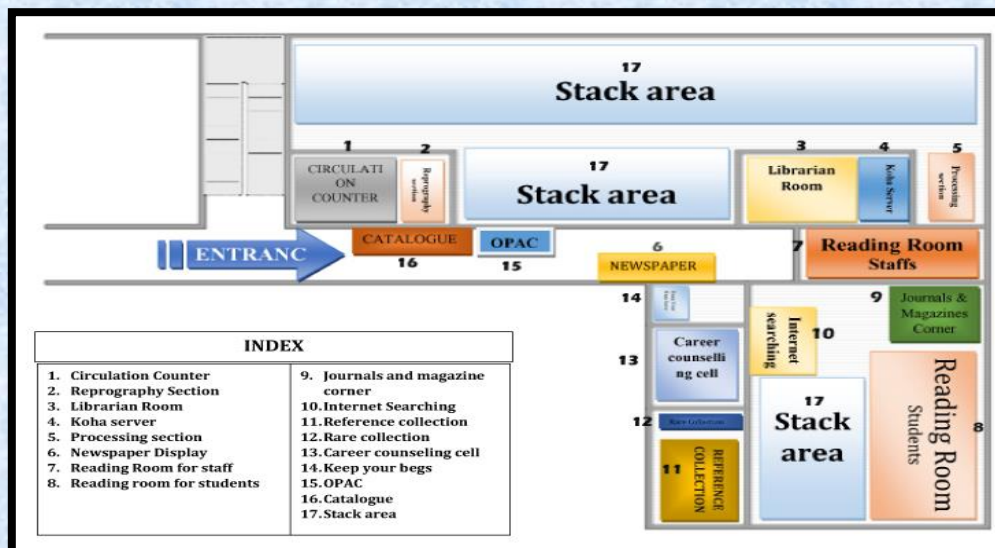 17
Stack area
1
CIRCULATI
ON
COUNTER
2
Reprography
section
17
Stack area
3
Librarian
Room
4
Koha Server
5
Processing
section
ENTRANC
CATALOGUE
16
OPAC
15
6
NEWSPAPER
7
Reading Room
Staffs
14
9
Journals &
Magazines
Corner
Internet
searching
10
13
Career
counselli
ng cell
12
Rare Collection
11
REFERENCE
COLLECTION
17
Stack
area
Reading Room
Students
8
INDEX
1. Circulation Counter
2. Reprography Section
3. Librarian Room
4. Koha server
5. Processing section
6. Newspaper Display
7. Reading Room for staff
8. Reading room for students
9. Journals and magazine
corner
10.Internet Searching
11.Reference collection
12.Rare collection
13.Career counseling cell
14.Keep your begs
15.OPAC
16.Catalogue
17.Stack area